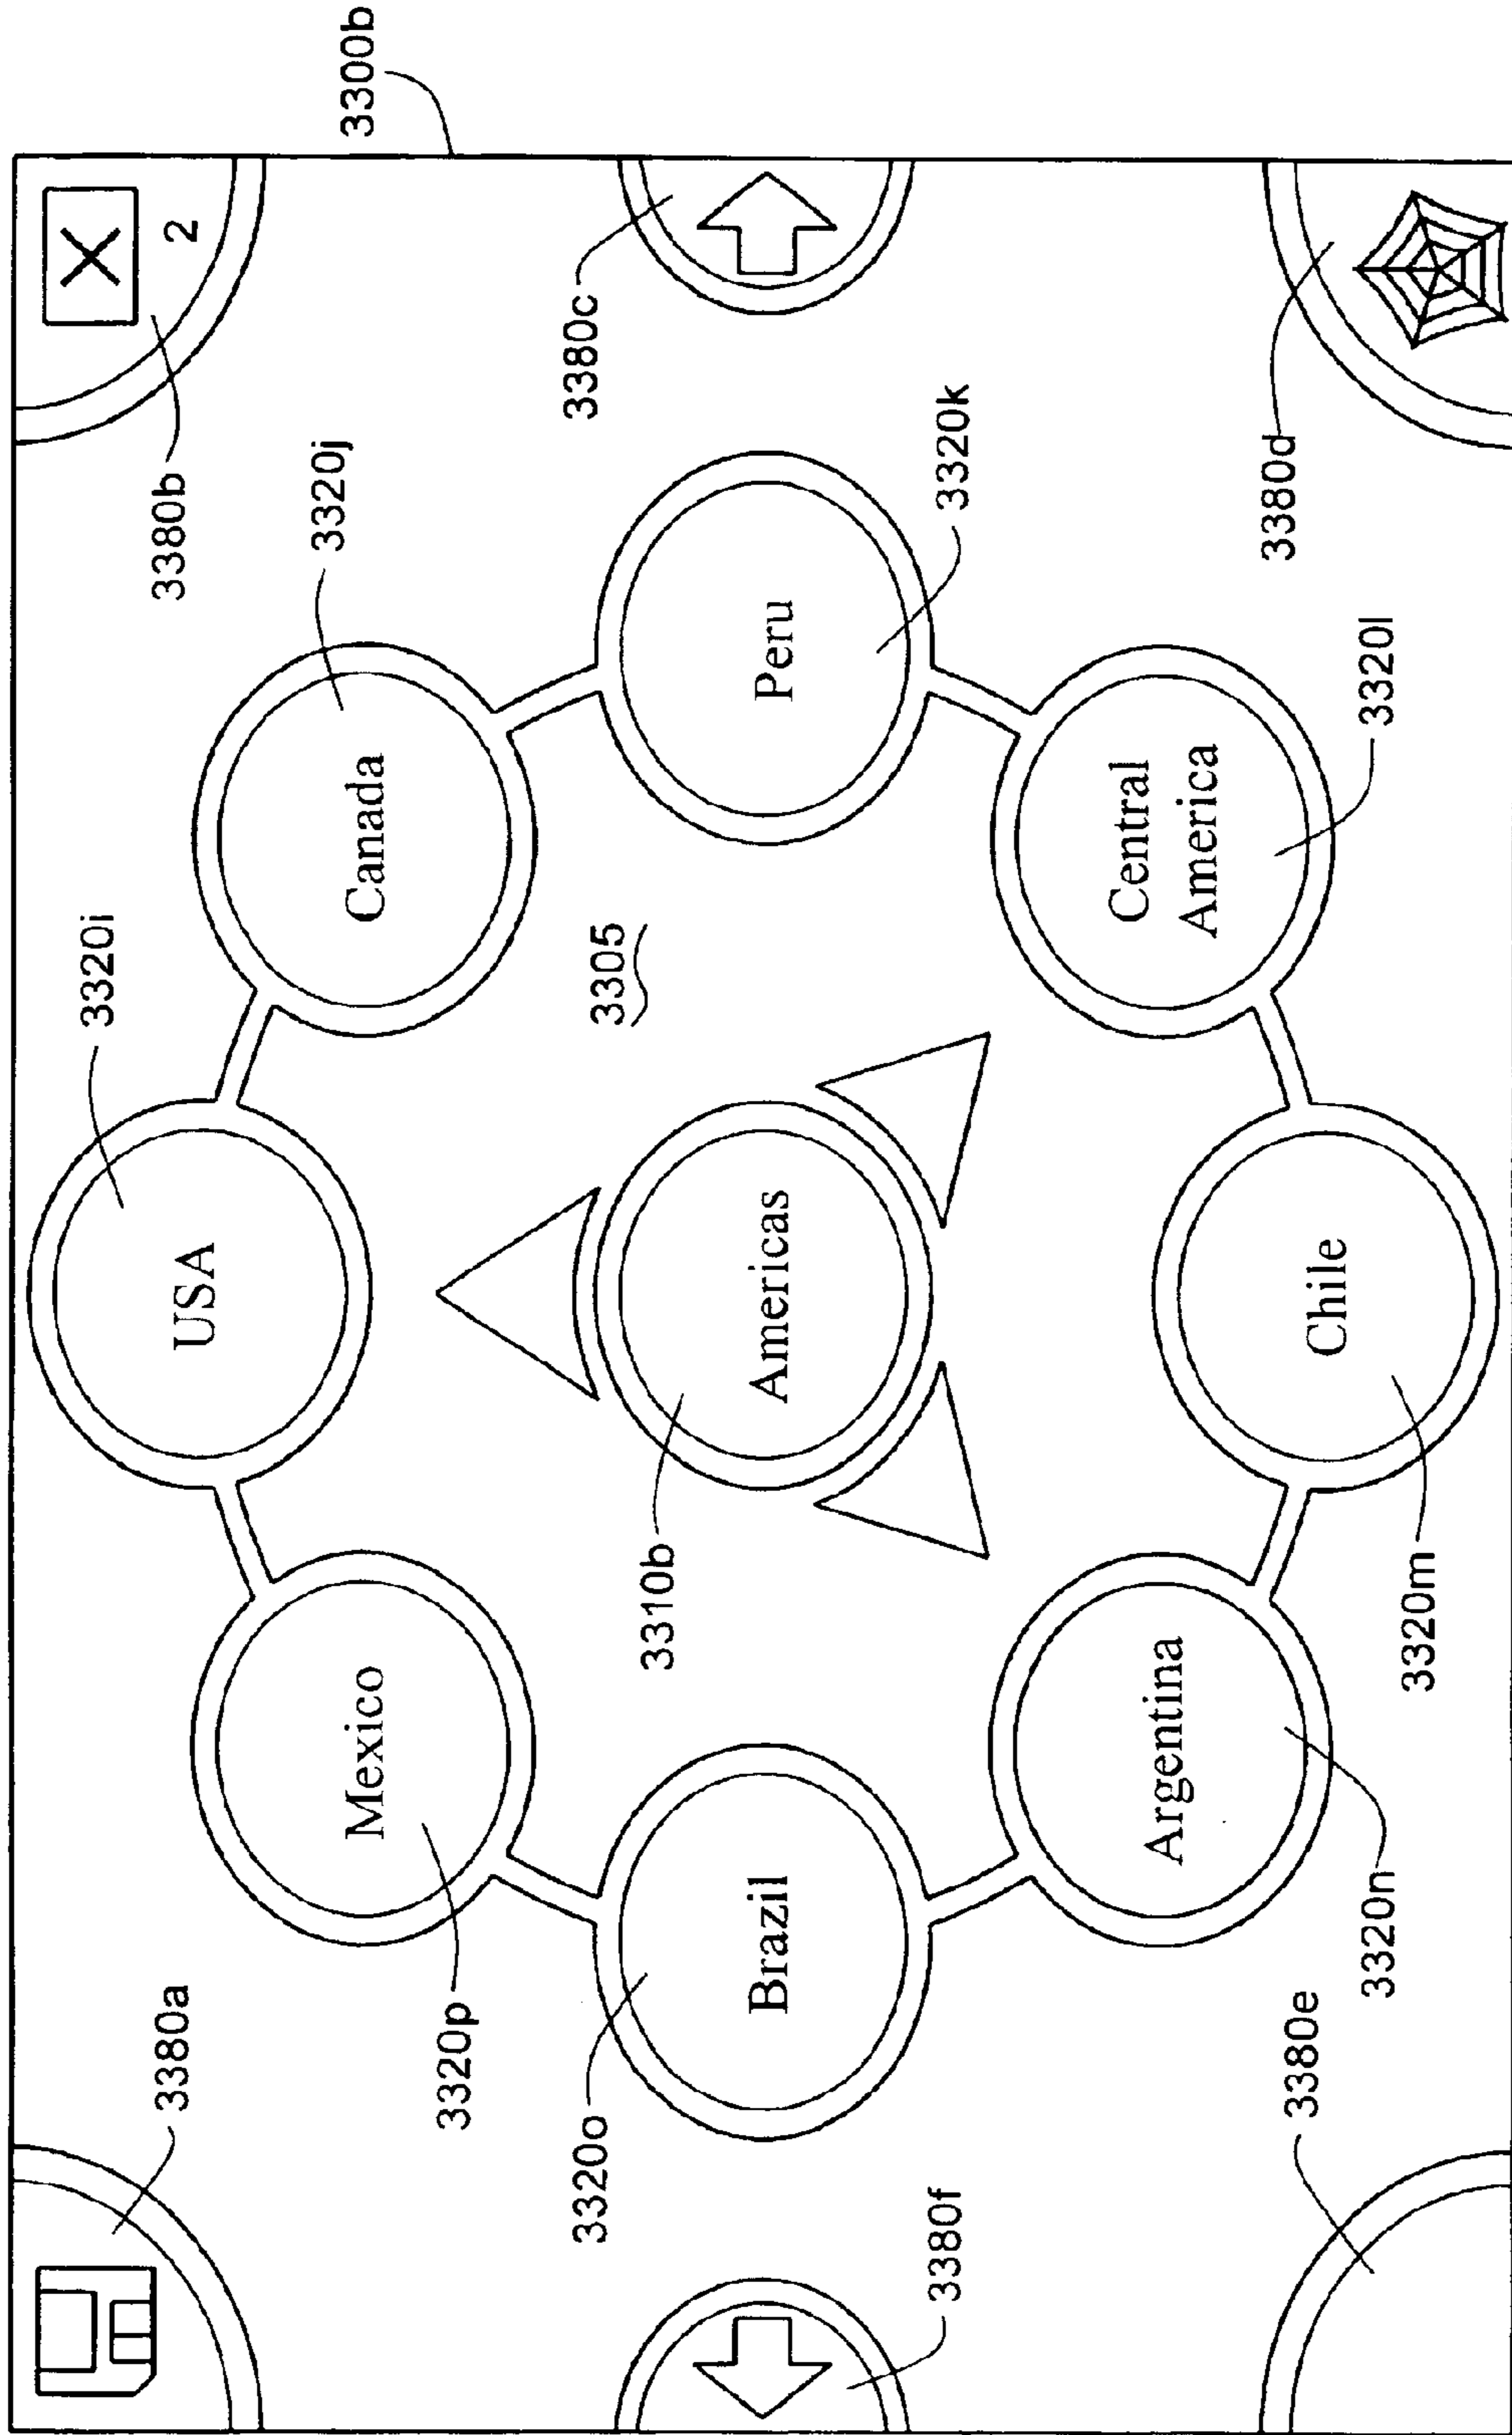 3300b
3380a
3380b
2
3320i
USA
3320j
Canada
Mexico
3320p
3380c
3305
3310b
Americas
Peru
3320k
Brazil
3320o
3380f
Central
America
3320l
Argentina
3320n
Chile
3320m
3380d
3380e